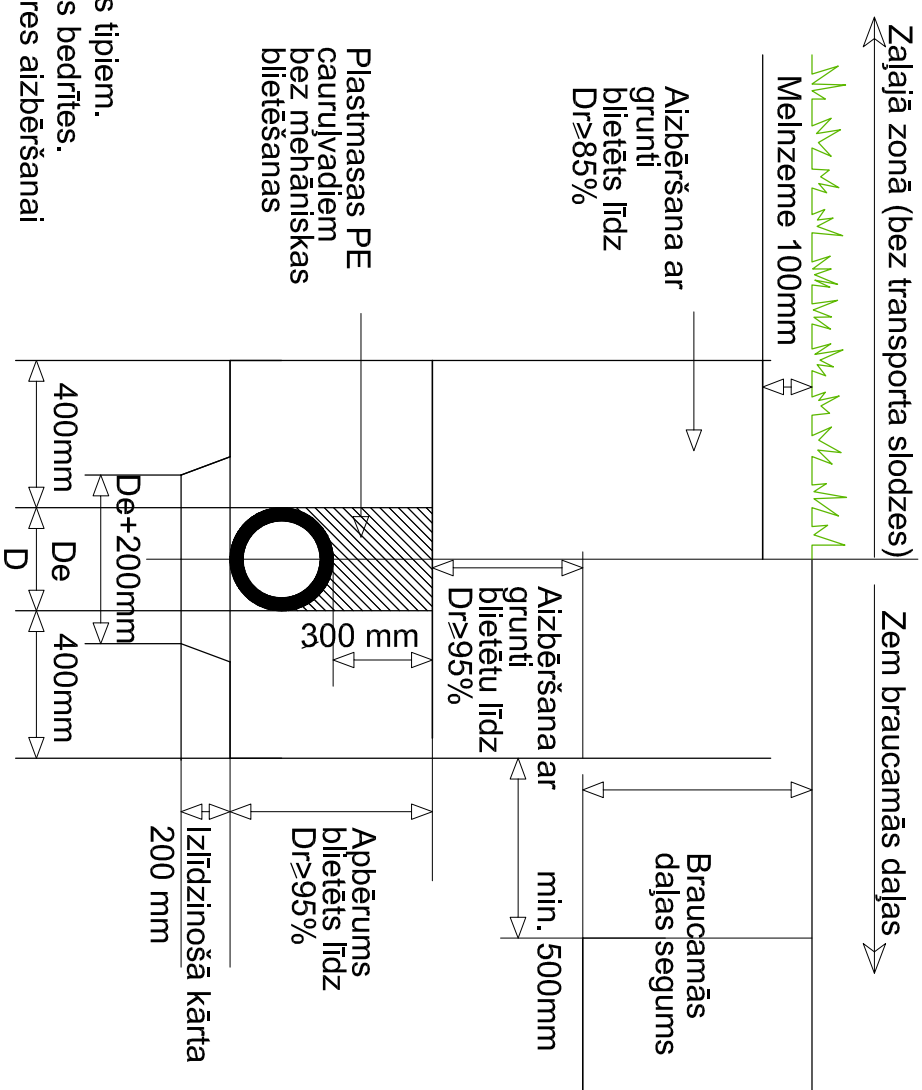 Zaļajā zonā (bez transporta slodzes)
Zem braucamās daļas
Melnzeme 100mm
Aizbēršana ar
grunti
blietēts līdz
Dr≥85%
Braucamās
daļas segums
Aizbēršana ar
grunti
blietētu līdz
Dr≥95%
min. 500mm
Plastmasas PE
cauruļvadiem
bez mehāniskas
blietēšanas
300 mm
Apbērums
blietēts līdz
Dr≥95%
Izlīdzinošā kārta
200 mm
De+200mm
400mm
De
400mm
D
s tipiem.
s bedrītes.
res aizbēršanai